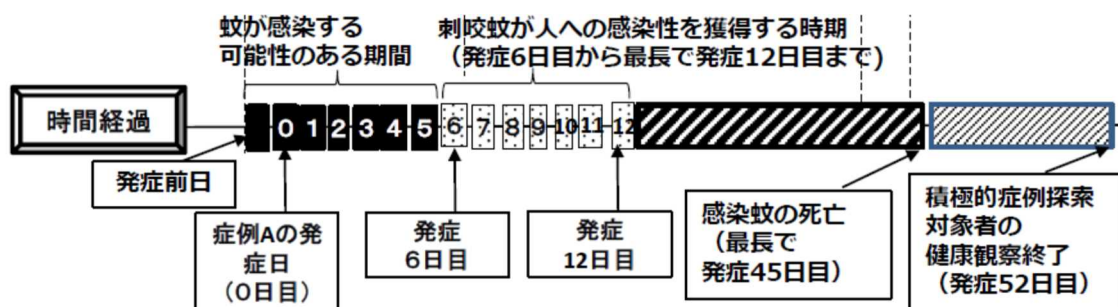 蚊が感染する
可能性のある期間
刺咬蚊が人への感染性を獲得する時期
（発症6日目から最長で発症12日目まで)
時間経過
0 1 2 3 4 5 6 7 8 9 10 11 12
発症前日
症例Aの発
症日
（0日目）
発症
6日目
発症
12日目
感染蚊の死亡
（最長で
発症45日目）
積極的症例探索
対象者の
健康観察終了
（発症52日目）